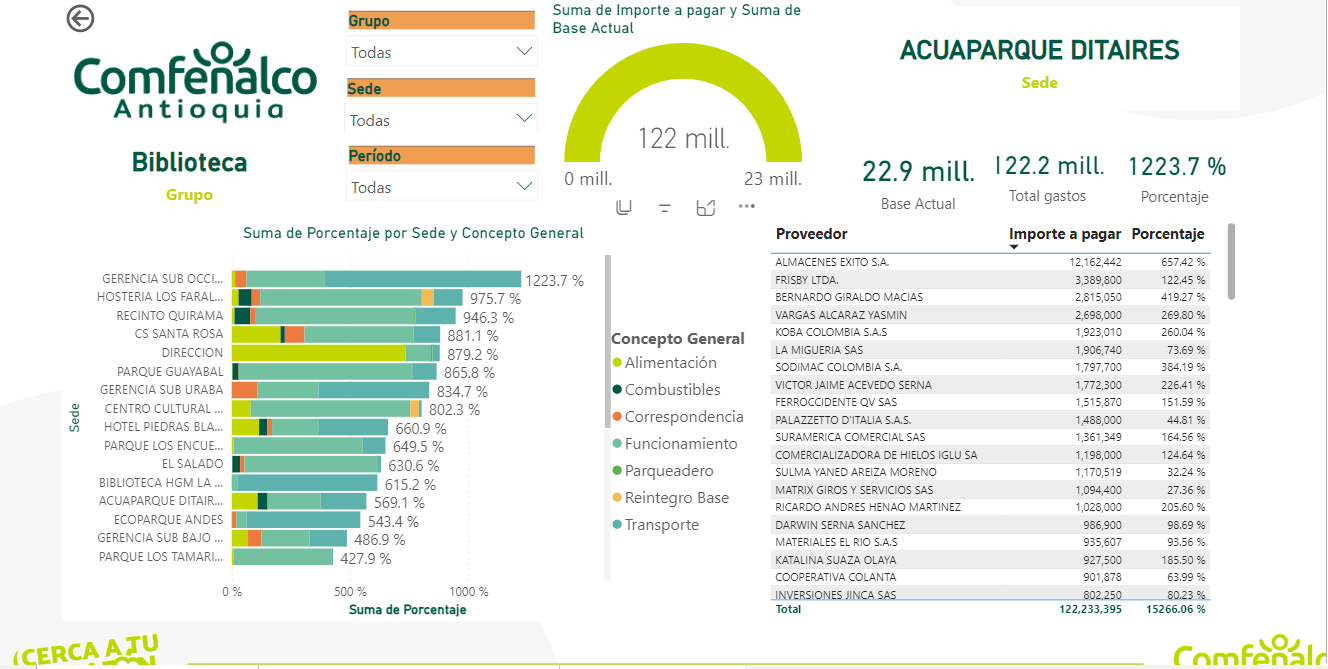 Comfenalco
Antioquia
Biblioteca
Grupo
Grupo
Todas
Sede
Todas
Período
Todas
Suma de Importe a pagar y Suma de
Base Actual
122 mill.
0 mill.
23 mill.
ACUAPARQUE DITAIRES
Sede
22.9 mill.
Base Actual
122.2 mill.
Total gastos
1223.7 %
Porcentaje
Suma de Porcentaje por Sede y Concepto General
Sede
GERENCIA SUB OCCI... 1223.7 %
HOSTERIA LOS FARAL... 975.7 %
RECINTO QUIRAMA 946.3 %
CS SANTA ROSA 881.1 %
DIRECCION 879.2 %
PARQUE GUAYABAL 865.8 %
GERENCIA SUB URABA 834.7 %
CENTRO CULTURAL ... 802.3 %
HOTEL PIEDRAS BLA... 660.9 %
PARQUE LOS ENCUE... 649.5 %
EL SALADO 630.6 %
BIBLIOTECA HGM LA ... 615.2 %
ACUAPARQUE DITAIR... 569.1 %
ECOPARQUE ANDES 543.4 %
GERENCIA SUB BAJO ... 486.9 %
PARQUE LOS TAMARI... 427.9 %
0 % 500 % 1000 %
Suma de Porcentaje
Concepto General
Alimentación
Combustibles
Correspondencia
Funcionamiento
Parqueadero
Reintegro Base
Transporte
Proveedor Importe a pagar Porcentaje
ALMACENES EXITO S.A. 12,162,442 657.42 %
FRISBY LTDA. 3,389,800 122.45 %
BERNARDO GIRALDO MACIAS 2,815,050 419.27 %
VARGAS ALCARAZ YASMIN 2,698,000 269.80 %
KOBA COLOMBIA S.A.S 1,923,010 260.04 %
LA MIGUERIA SAS 1,906,740 73.69 %
SODIMAC COLOMBIA S.A. 1,797,700 384.19 %
VICTOR JAIME ACEVEDO SERNA 1,772,300 226.41 %
FERROCCIDENTE QV SAS 1,515,870 151.59 %
PALAZZETTO D'ITALIA S.A.S. 1,488,000 44.81 %
SURAMERICA COMERCIAL SAS 1,361,349 164.56 %
COMERCIALIZADORA DE HIELOS IGLU SA 1,198,000 124.64 %
SULMA YANED AREIZA MORENO 1,170,519 32.24 %
MATRIX GIROS Y SERVICIOS SAS 1,094,400 27.36 %
RICARDO ANDRES HENAO MARTINEZ 1,028,000 205.60 %
DARWIN SERNA SANCHEZ 986,900 98.69 %
MATERIALES EL RIO S.A.S 935,607 93.56 %
KATALINA SUAZA OLAYA 927,500 185.50 %
COOPERATIVA COLANTA 901,878 63.99 %
INVERSIONES JINCA SAS 802,250 80.23 %
Total 122,233,395 15266.06 %
CERCA A TU
Comfenalc